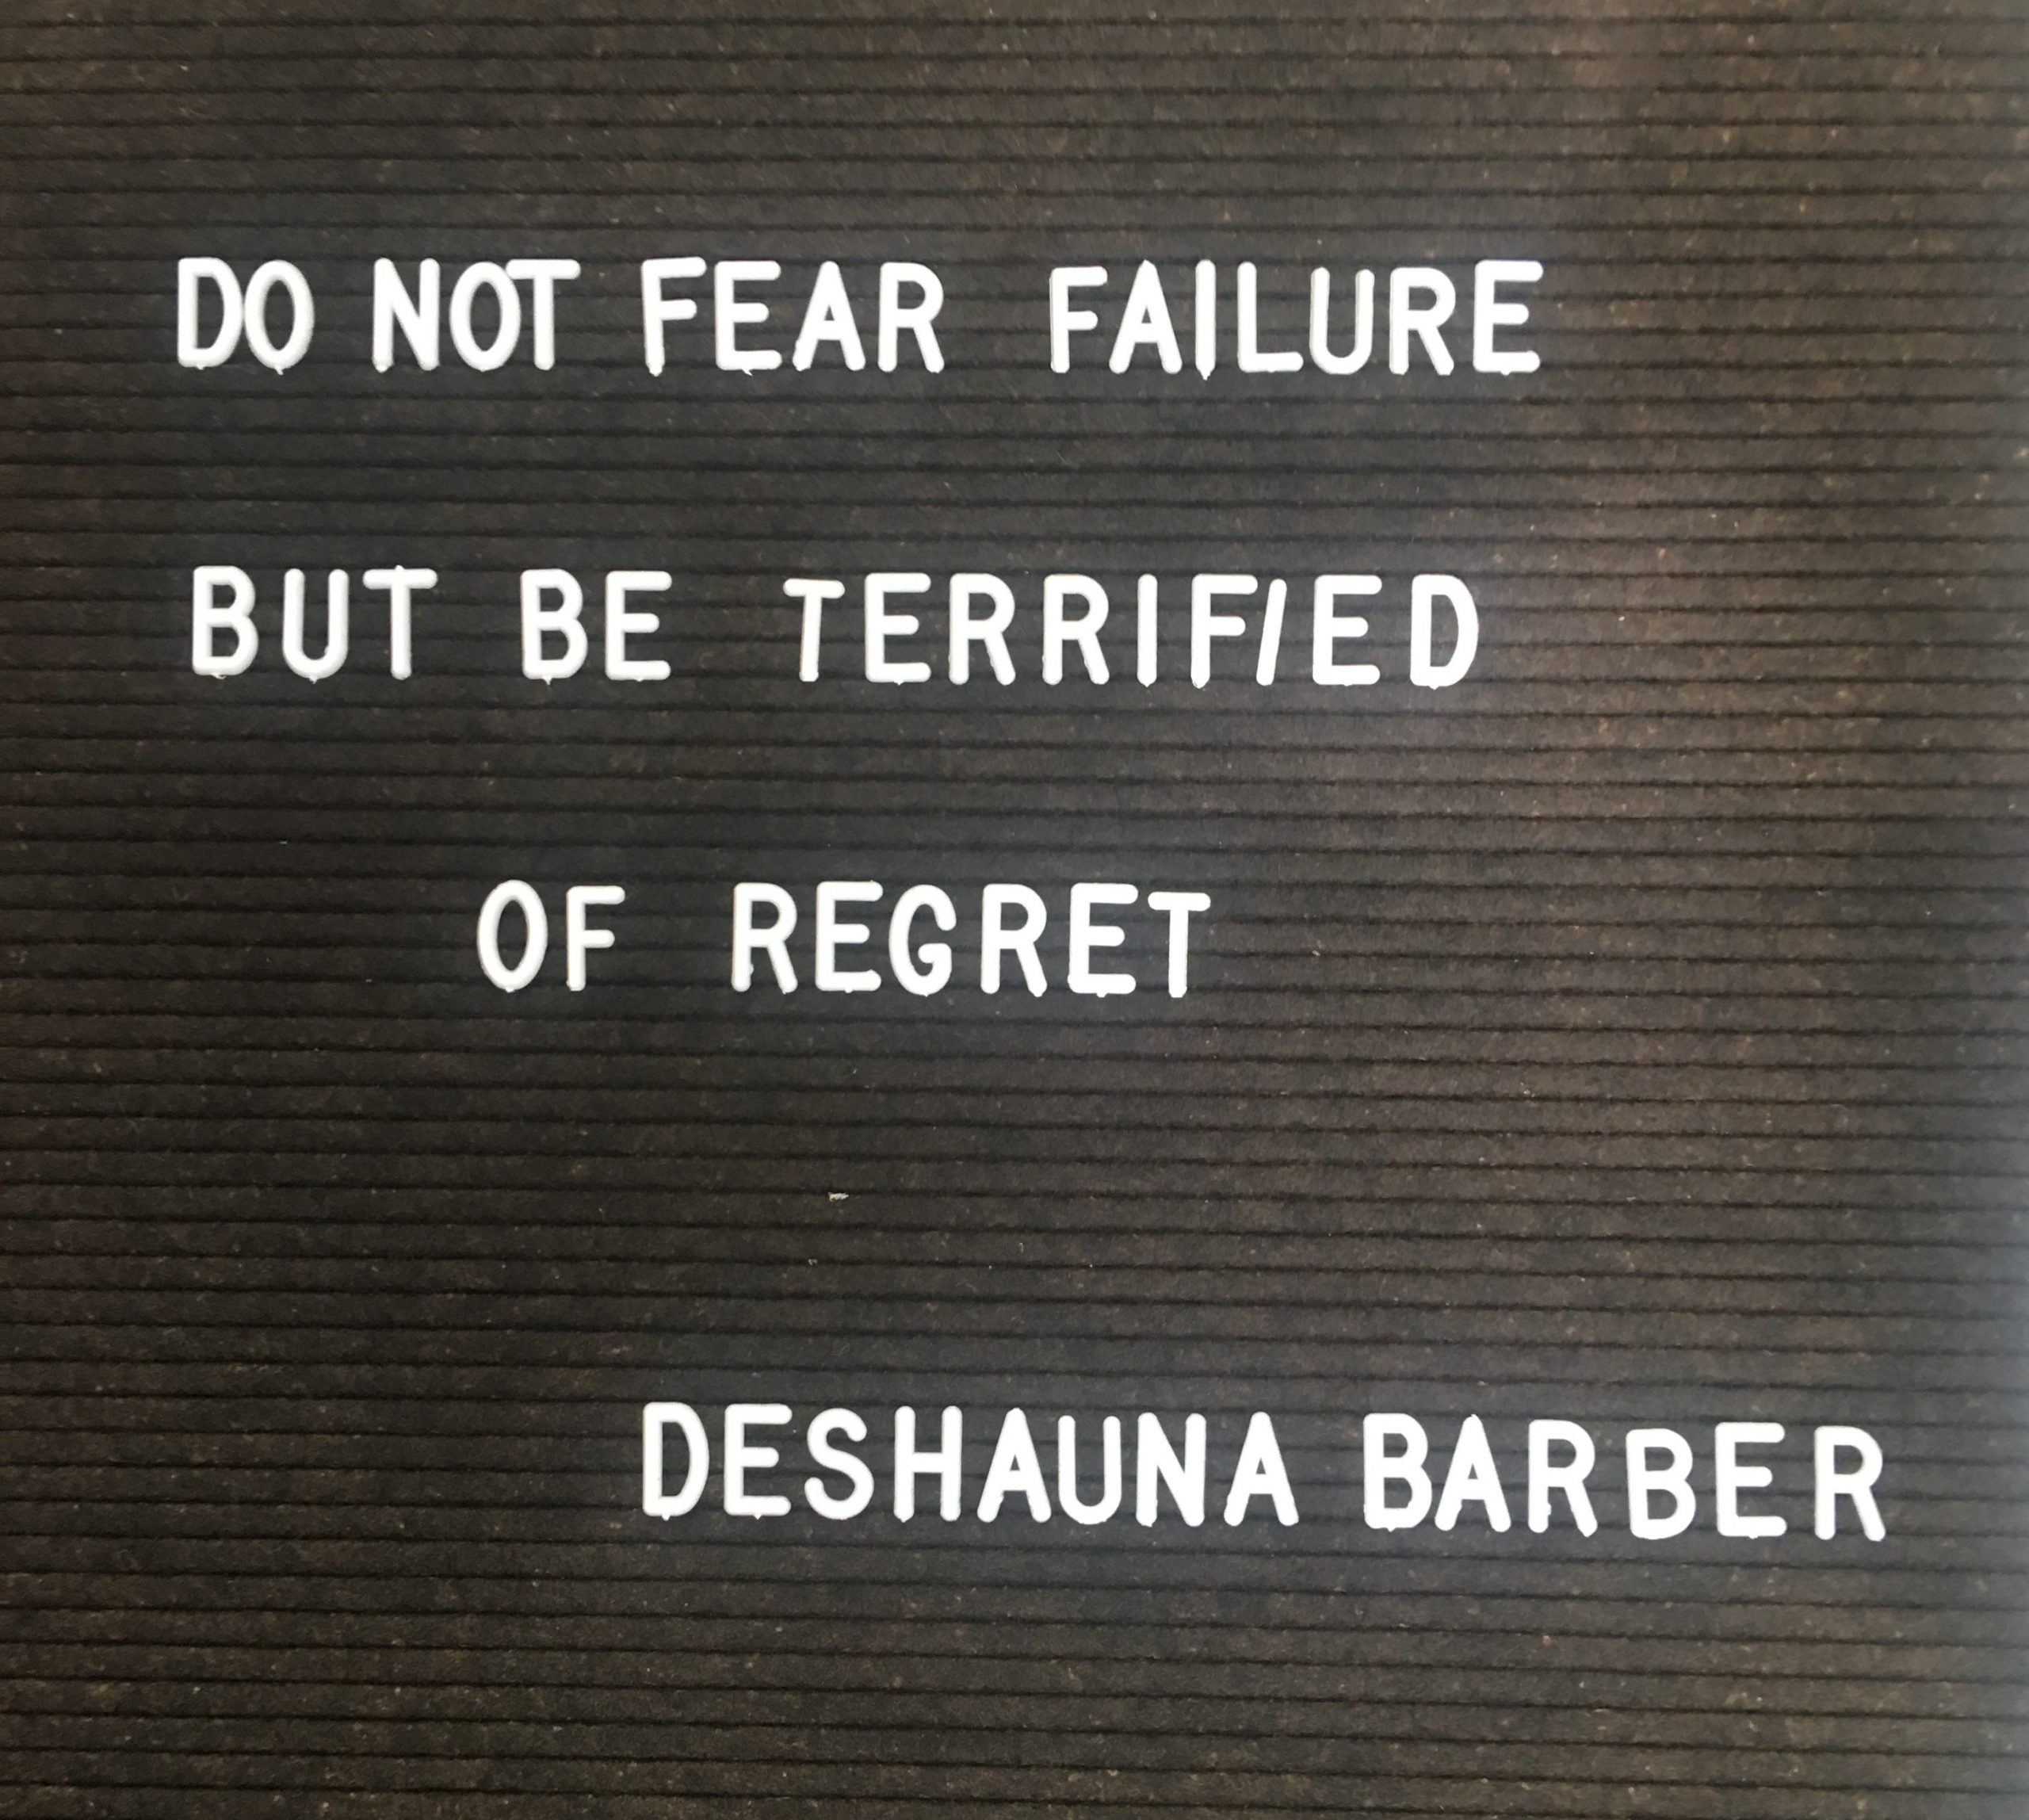 DO NOT FEAR FAILURE
BUT BE TERRIFIED
OF REGRET
DESHAUNA BARBER